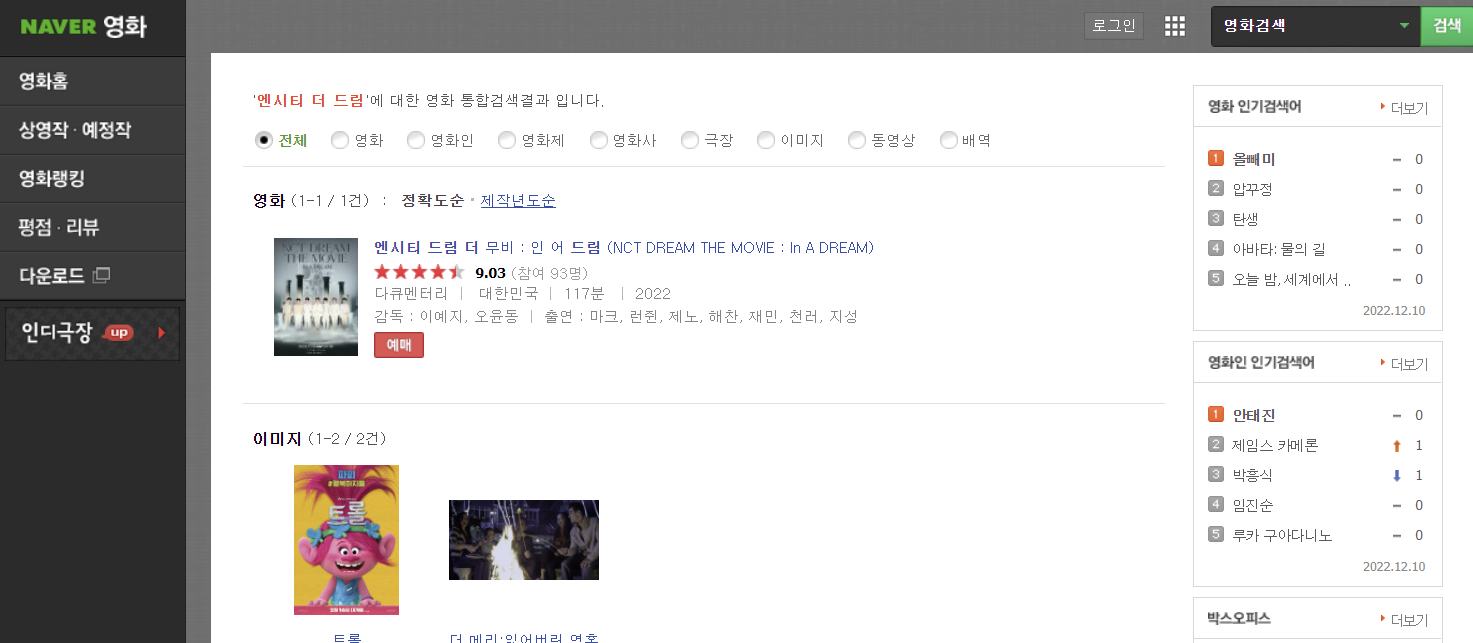 NAVER 영화
로그인
영화검색
검색
영화홈
상영작 · 예정작
영화랭킹
평점 · 리뷰
다운로드
인디극장 up
'엔시티 더 드림'에 대한 영화 통합검색결과 입니다.
전체 영화 영화인 영화제 영화사 극장 이미지 동영상 배역
영화 (1-1 / 1건) : 정확도순 · 제작년도순
NCT DREAM
THE MOVIE
엔시티 드림 더 무비 : 인 어 드림 (NCT DREAM THE MOVIE : In A DREAM)
9.03 (참여 93명)
다큐멘터리 | 대한민국 | 117분 | 2022
감독 : 이예지, 오윤동 | 출연 : 마크, 런쥔, 제노, 해찬, 재민, 천러, 지성
예매
이미지 (1-2 / 2건)
트롤
트롤
더 메리:잃어버린 영혼
영화 인기검색어 더보기
1 올빼미 – 0
2 압꾸정 – 0
3 탄생 – 0
4 아바타: 물의 길 – 0
5 오늘 밤, 세계에서 .. – 0
2022.12.10
영화인 인기검색어 더보기
1 안태진 – 0
2 제임스 카메론 ↑ 1
3 박흥식 ↓ 1
4 임진순 – 0
5 루카 구아다니노 – 0
2022.12.10
박스오피스 더보기